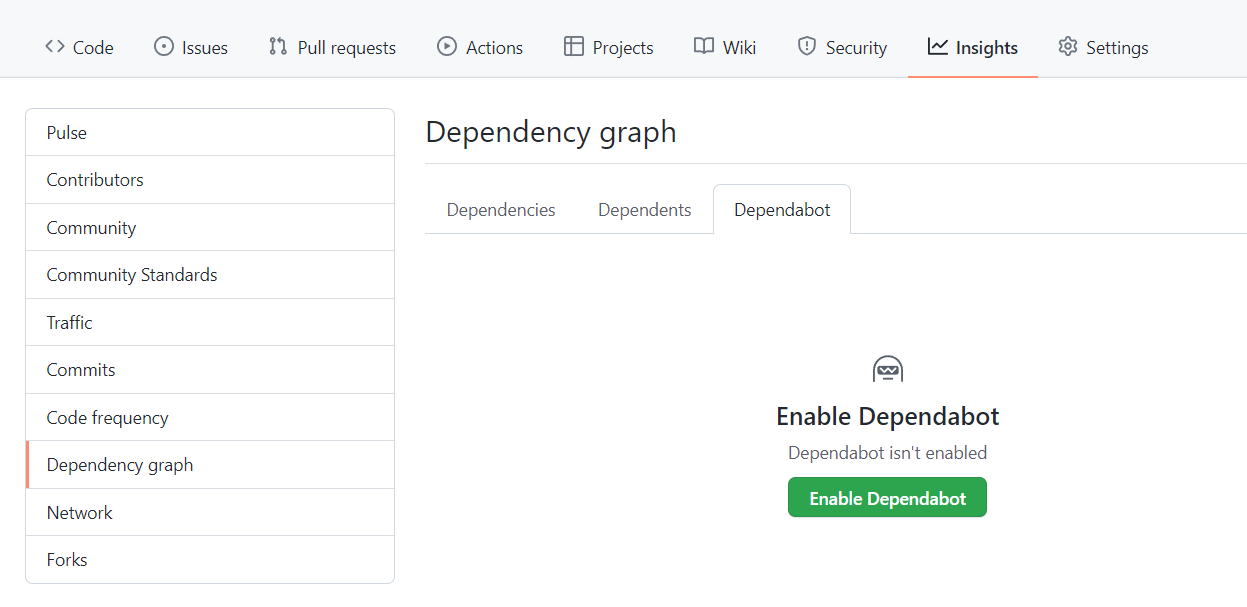 Code Issues Pull requests Actions Projects Wiki Security Insights Settings
Pulse
Contributors
Community
Community Standards
Traffic
Commits
Code frequency
Dependency graph
Network
Forks
Dependency graph
Dependencies Dependents Dependabot
Enable Dependabot
Dependabot isn't enabled
Enable Dependabot